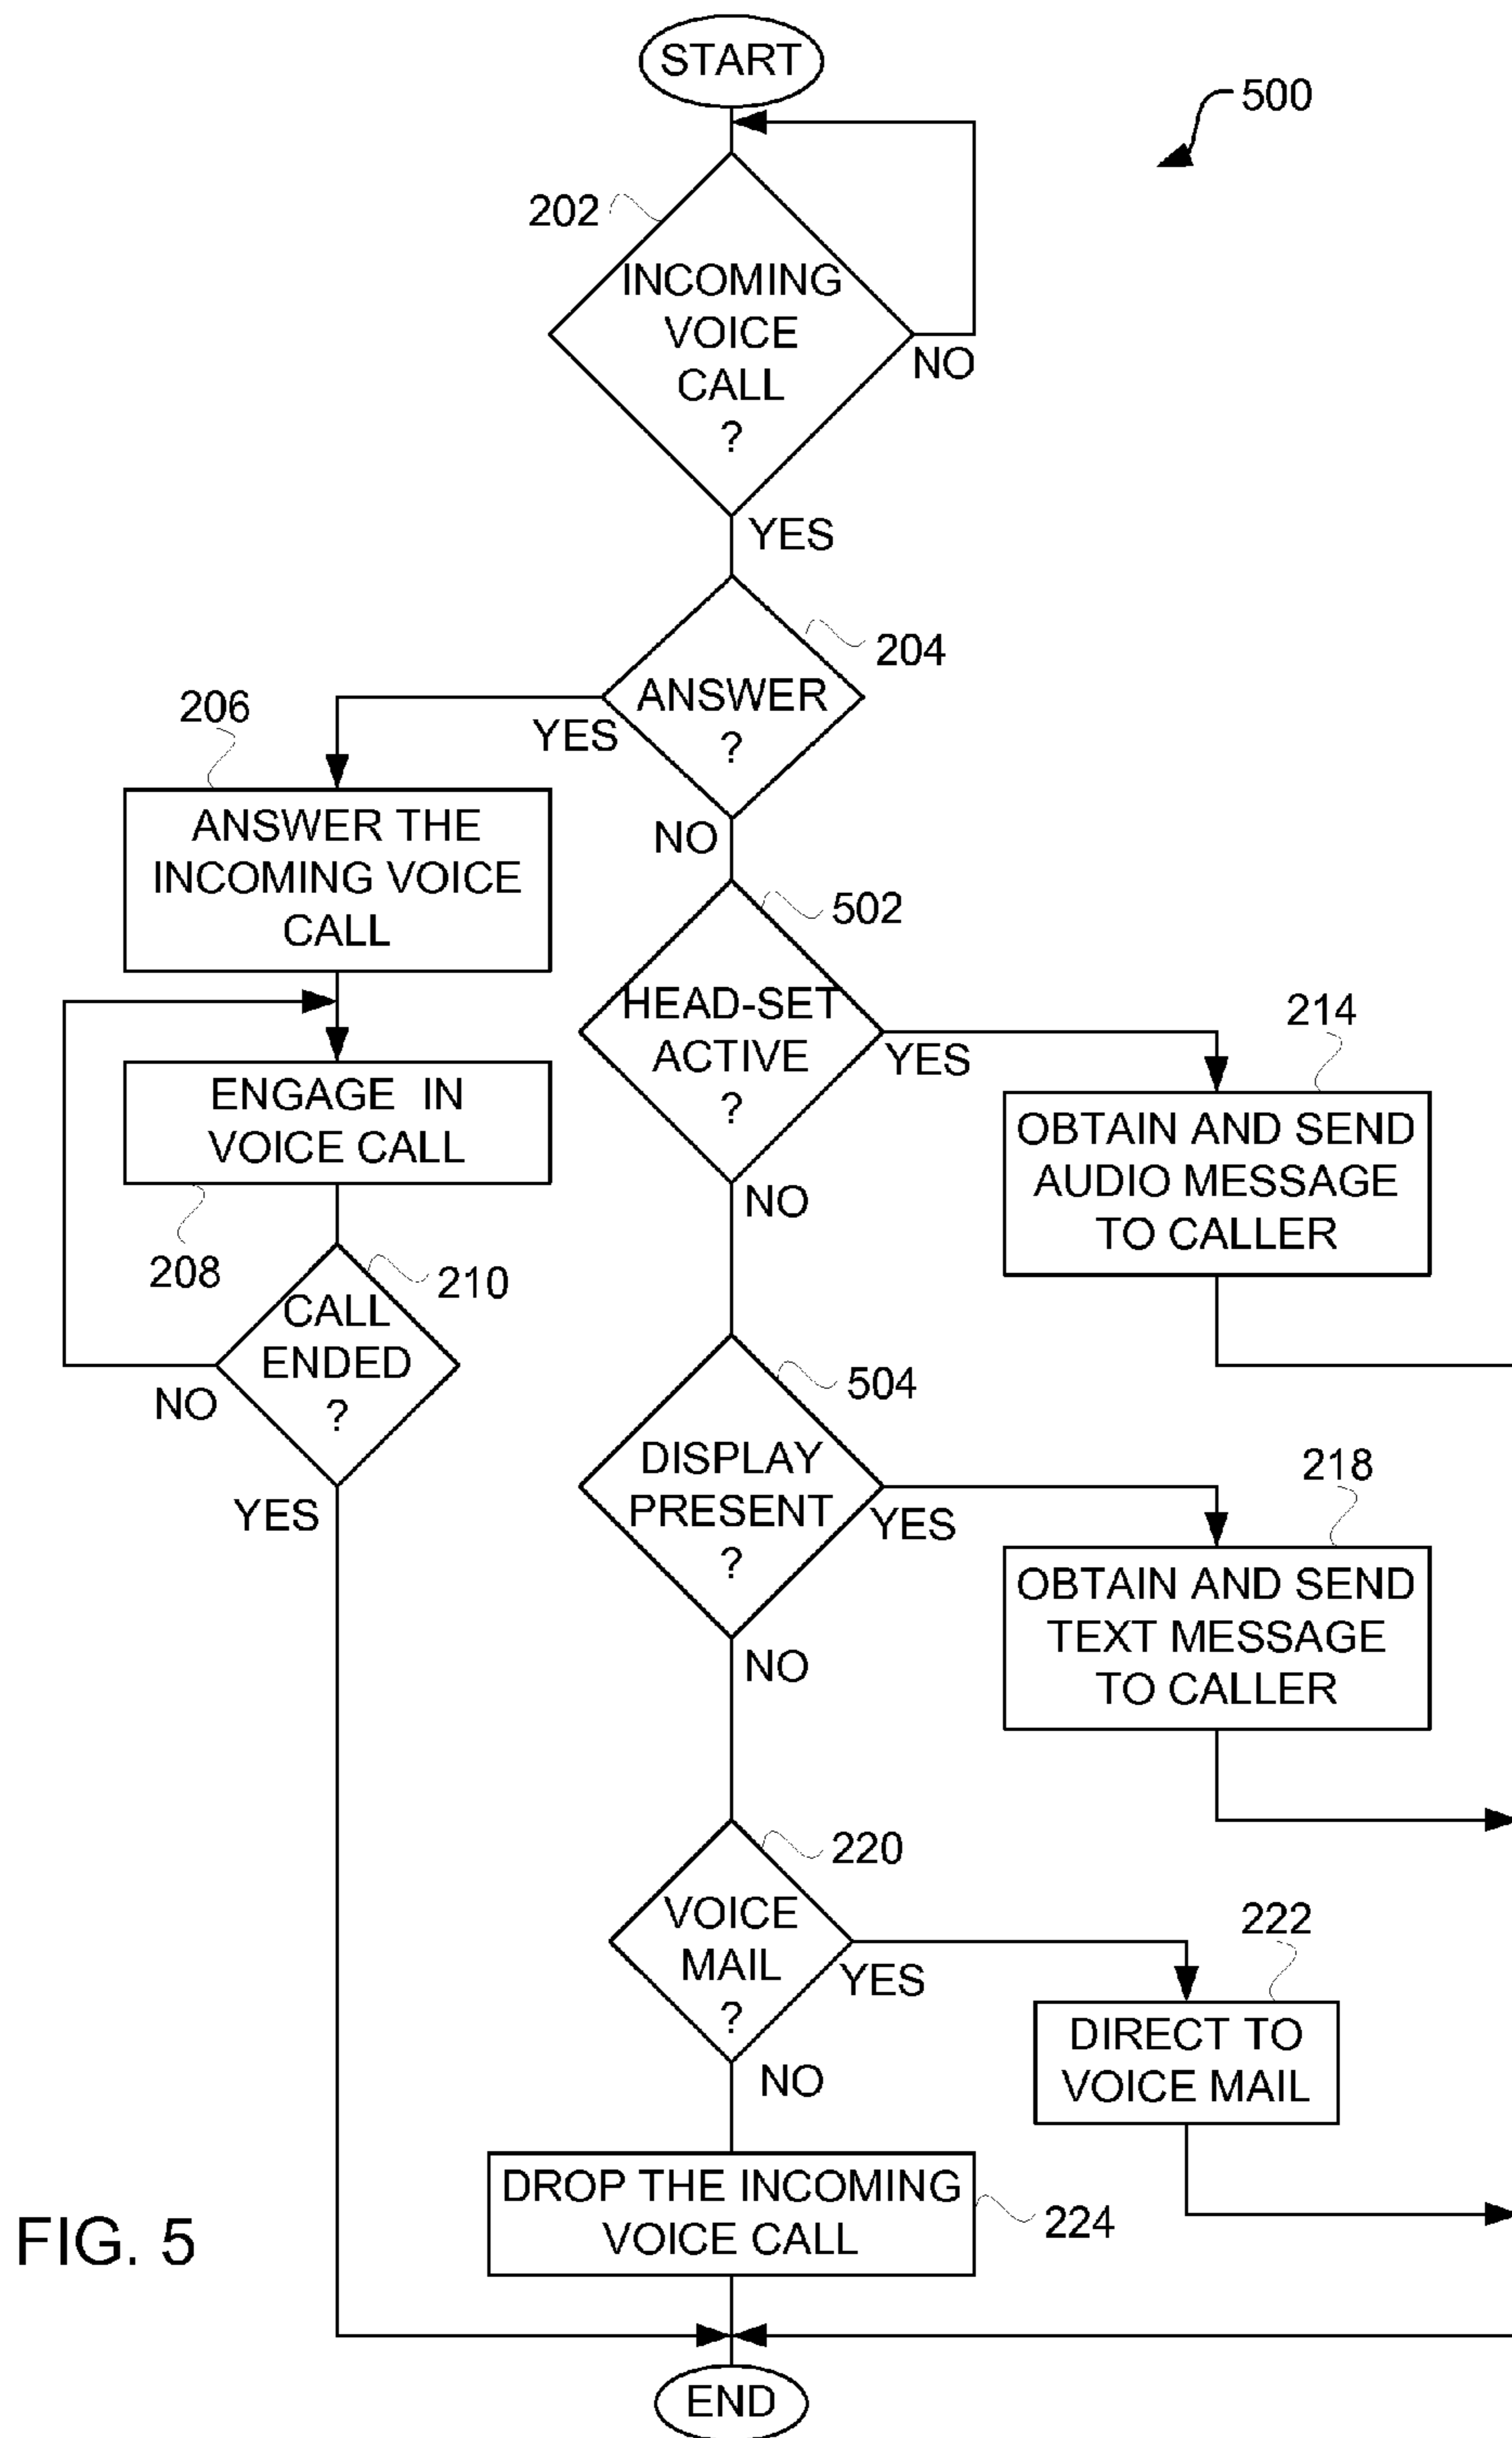 START
500
202
INCOMING
VOICE
CALL
?
NO
YES
204
ANSWER
?
YES
NO
206
ANSWER THE
INCOMING VOICE
CALL
502
HEAD-SET
ACTIVE
?
YES
NO
214
OBTAIN AND SEND
AUDIO MESSAGE
TO CALLER
ENGAGE IN
VOICE CALL
208
210
CALL
ENDED
?
NO
YES
504
DISPLAY
PRESENT
?
YES
NO
218
OBTAIN AND SEND
TEXT MESSAGE
TO CALLER
220
VOICE
MAIL
?
YES
NO
222
DIRECT TO
VOICE MAIL
DROP THE INCOMING
VOICE CALL
224
FIG. 5
END